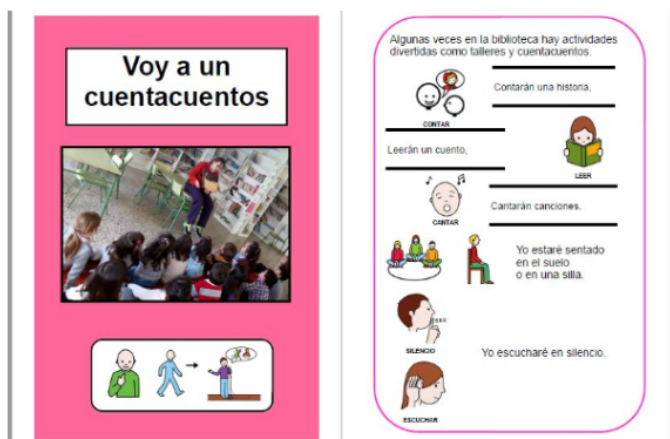 Voy a un
cuentacuentos
Algunas veces en la biblioteca hay actividades
divertidas como talleres y cuentacuentos.
Contarán una historia,
CONTAR
Leerán un cuento,
LEER
Cantarán canciones.
CANTAR
Yo estaré sentado
en el suelo
o en una silla.
SILENCIO
Yo escucharé en silencio.
ESCUCHAR